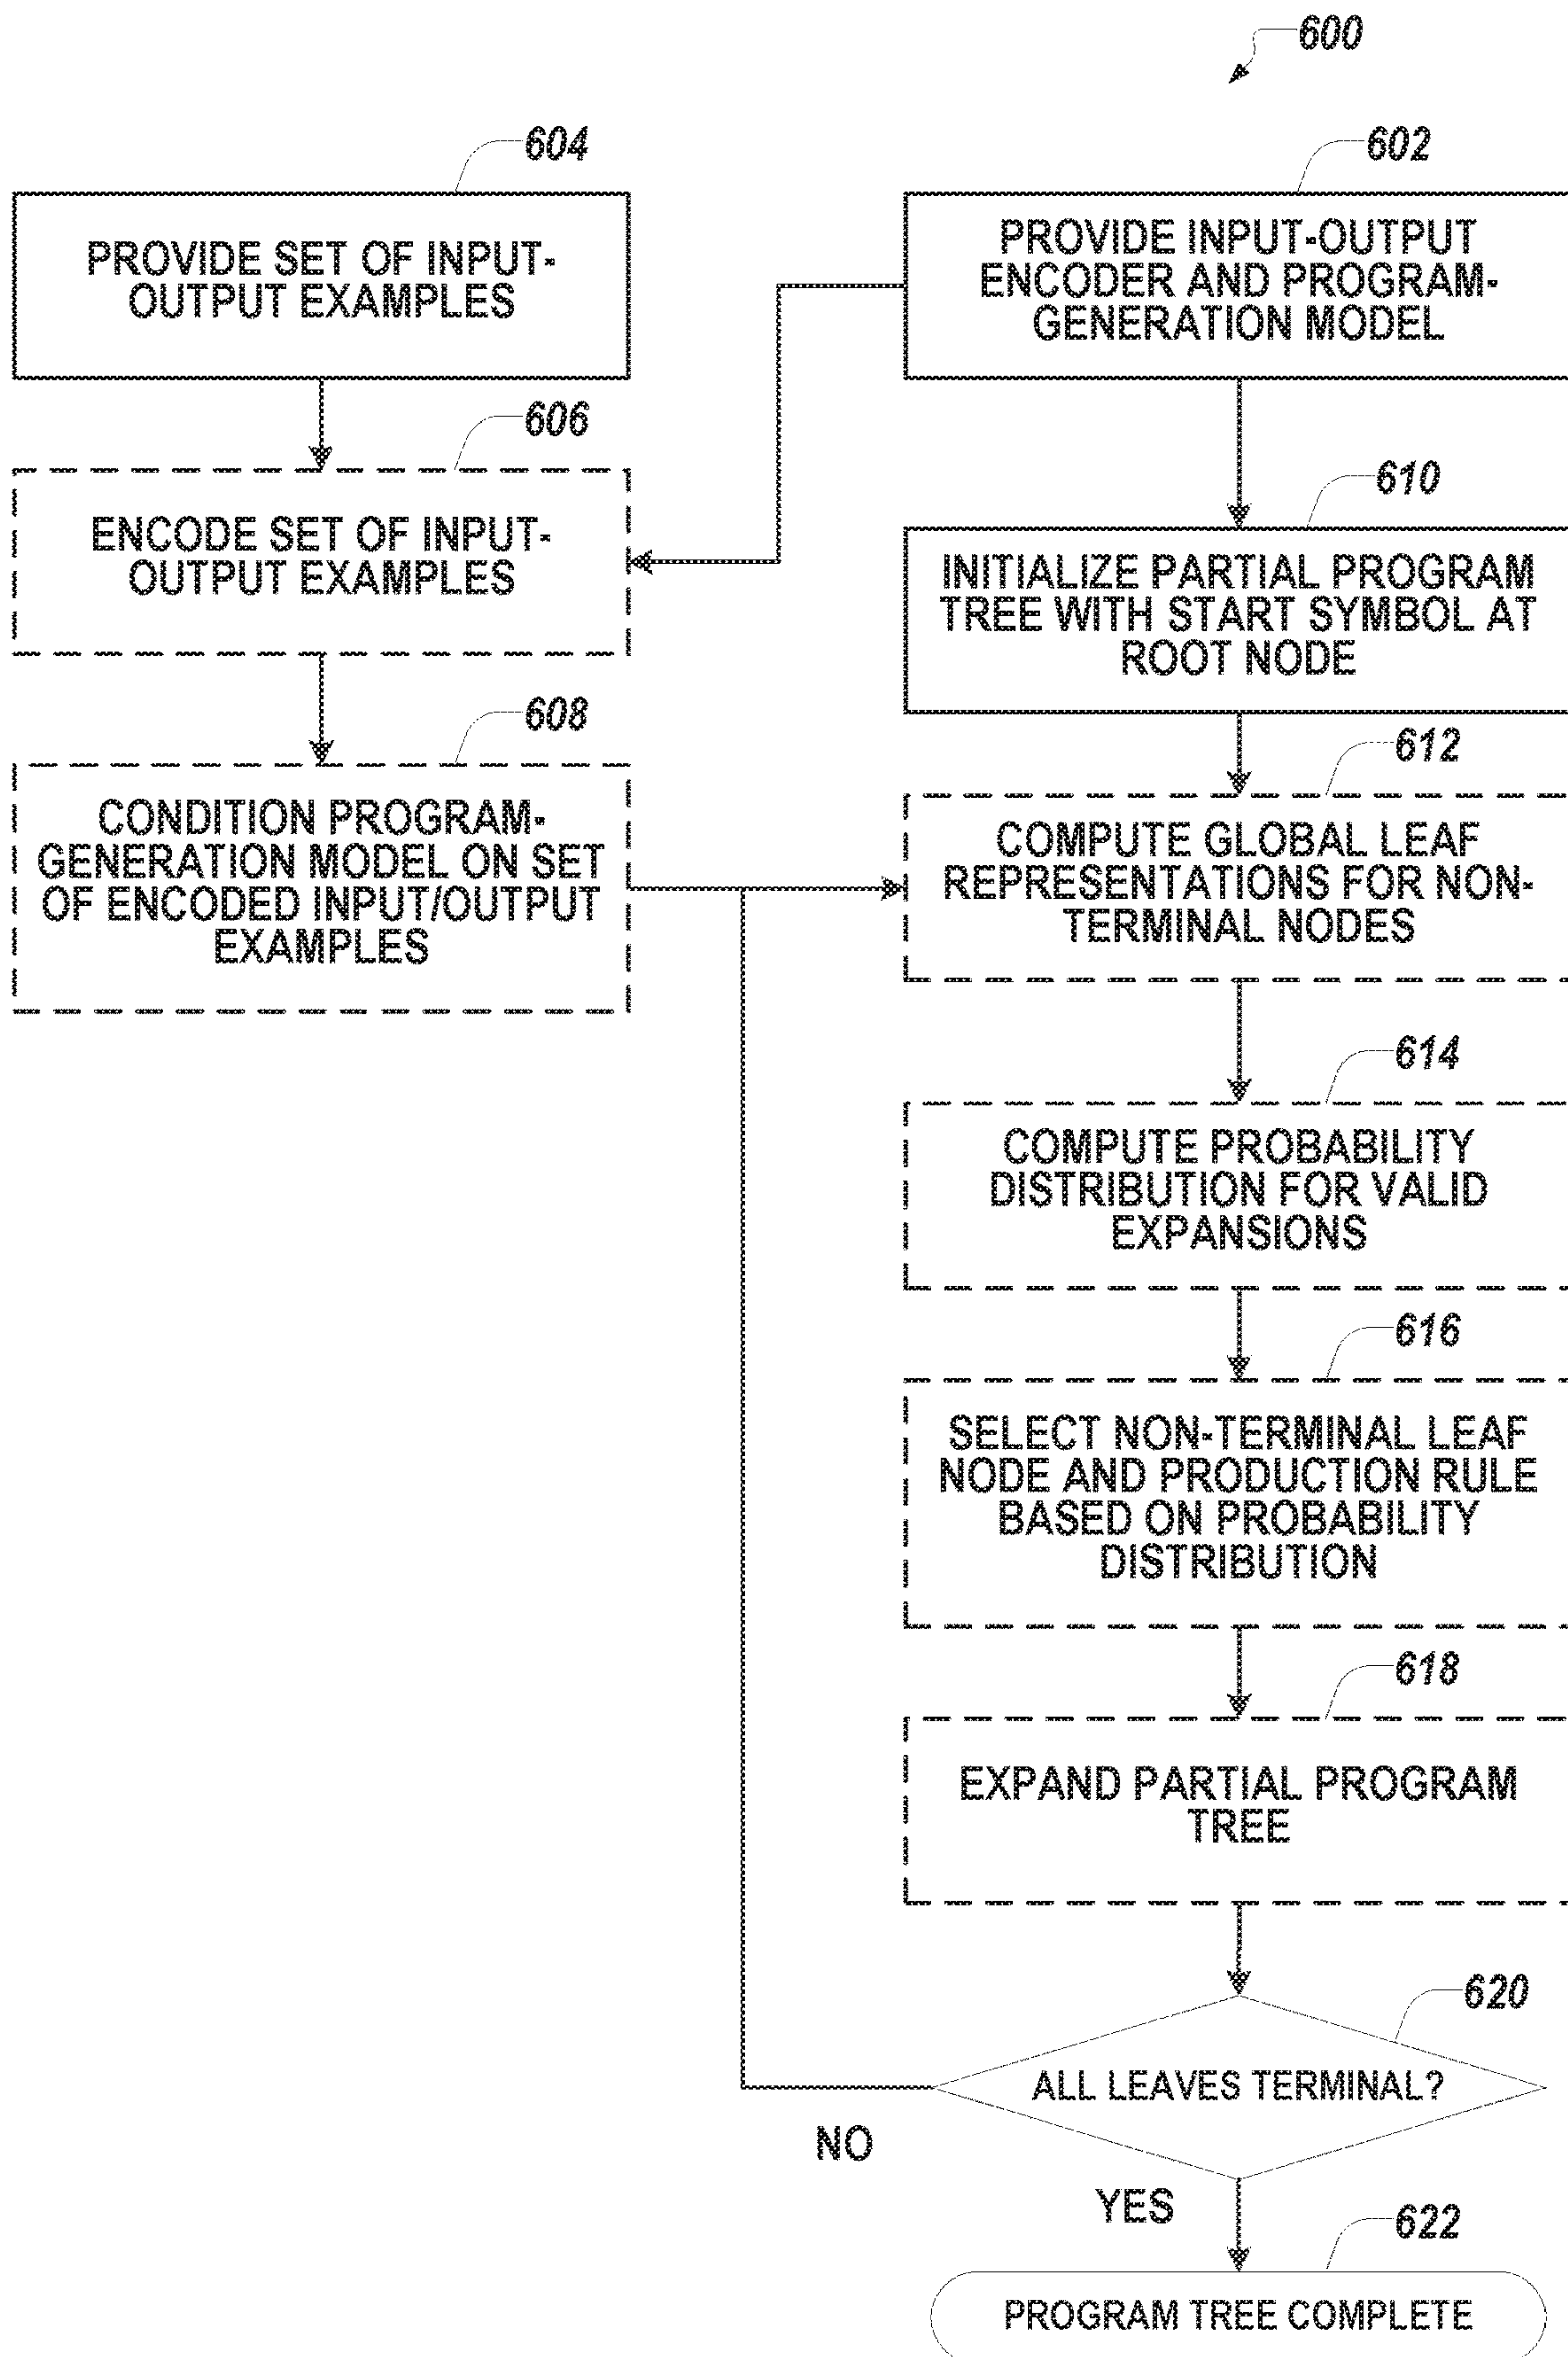 600
604
PROVIDE SET OF INPUT-
OUTPUT EXAMPLES
602
PROVIDE INPUT-OUTPUT
ENCODER AND PROGRAM-
GENERATION MODEL
606
ENCODE SET OF INPUT-
OUTPUT EXAMPLES
610
INITIALIZE PARTIAL PROGRAM
TREE WITH START SYMBOL AT
ROOT NODE
608
CONDITION PROGRAM-
GENERATION MODEL ON SET
OF ENCODED INPUT/OUTPUT
EXAMPLES
612
COMPUTE GLOBAL LEAF
REPRESENTATIONS FOR NON-
TERMINAL NODES
614
COMPUTE PROBABILITY
DISTRIBUTION FOR VALID
EXPANSIONS
616
SELECT NON-TERMINAL LEAF
NODE AND PRODUCTION RULE
BASED ON PROBABILITY
DISTRIBUTION
618
EXPAND PARTIAL PROGRAM
TREE
620
ALL LEAVES TERMINAL?
NO
YES
622
PROGRAM TREE COMPLETE